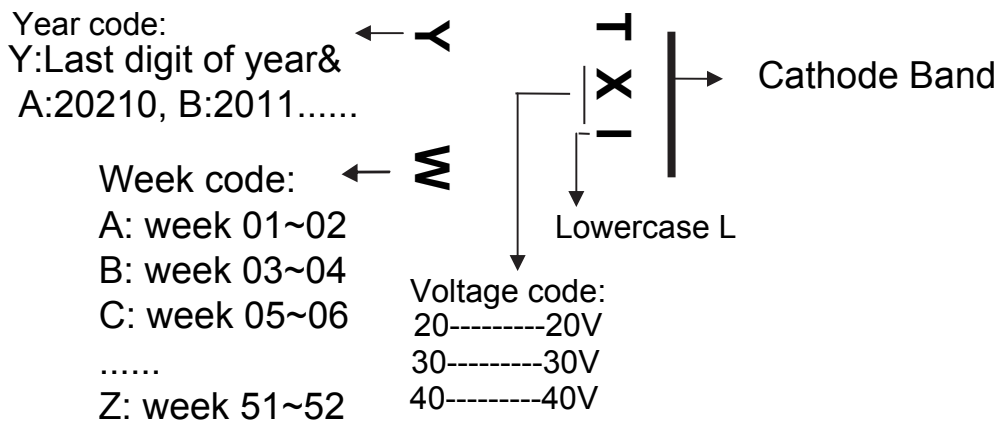 Year code:
Y:Last digit of year&
A:20210, B:2011......
Y
T
X
l
Cathode Band
W
Week code:
A: week 01~02
B: week 03~04
C: week 05~06
......
Z: week 51~52
Lowercase L
Voltage code:
20---------20V
30---------30V
40---------40V